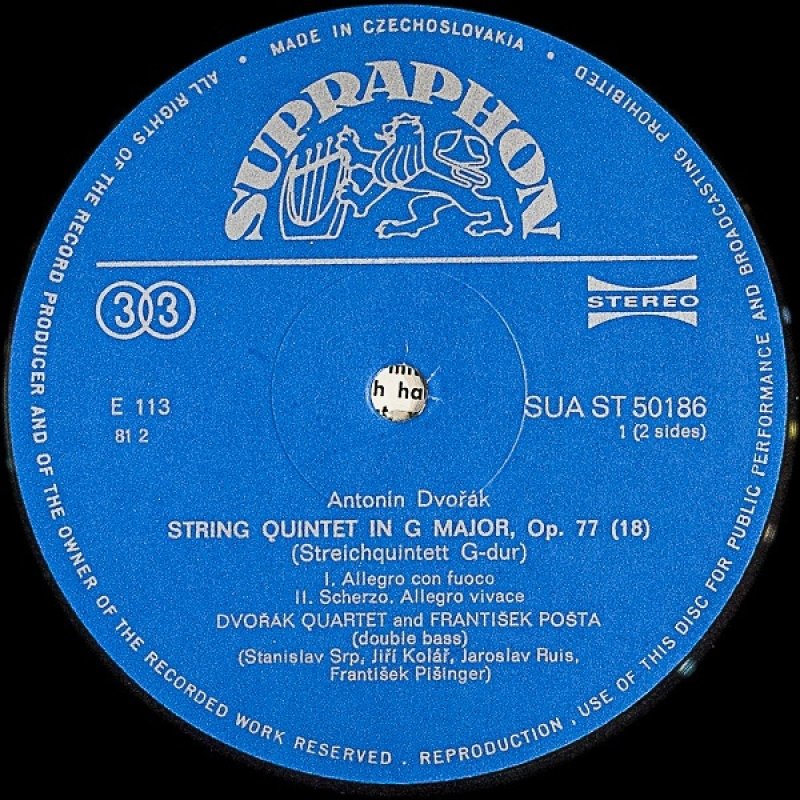 MADE IN CZECHOSLOVAKIA
ALL RIGHTS OF THE RECORD PRODUCER AND OF THE OWNER OF THE RECORDED WORK RESERVED . REPRODUCTION , USE OF THIS DISC FOR PUBLIC PERFORMANCE AND BROADCASTING PROHIBITED
SUPRAPHON
33
STEREO
h ha
E 113
SUA ST 50186
81 2
1 (2 sides)
Antonín Dvořák
STRING QUINTET IN G MAJOR, Op. 77 (18)
(Streichquintett G-dur)
I. Allegro con fuoco
II. Scherzo. Allegro vivace
DVOŘÁK QUARTET and FRANTIŠEK POŠTA
(double bass)
(Stanislav Srp, Jiří Kolář, Jaroslav Ruis,
František Pišinger)